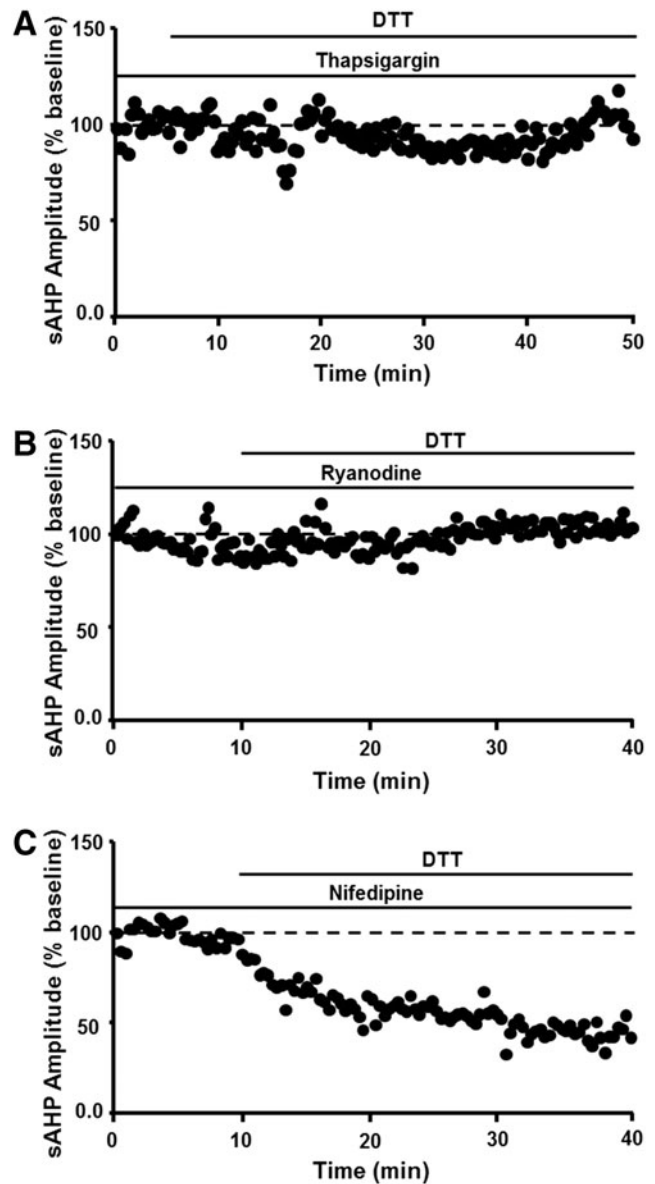 A
DTT
Thapsigargin
sAHP Amplitude (% baseline)
150
100
50
0.0
0 10 20 30 40 50
Time (min)
B
DTT
Ryanodine
sAHP Amplitude (% baseline)
150
100
50
0.0
0 10 20 30 40
Time (min)
C
DTT
Nifedipine
sAHP Amplitude (% baseline)
150
100
50
0.0
0 10 20 30 40
Time (min)